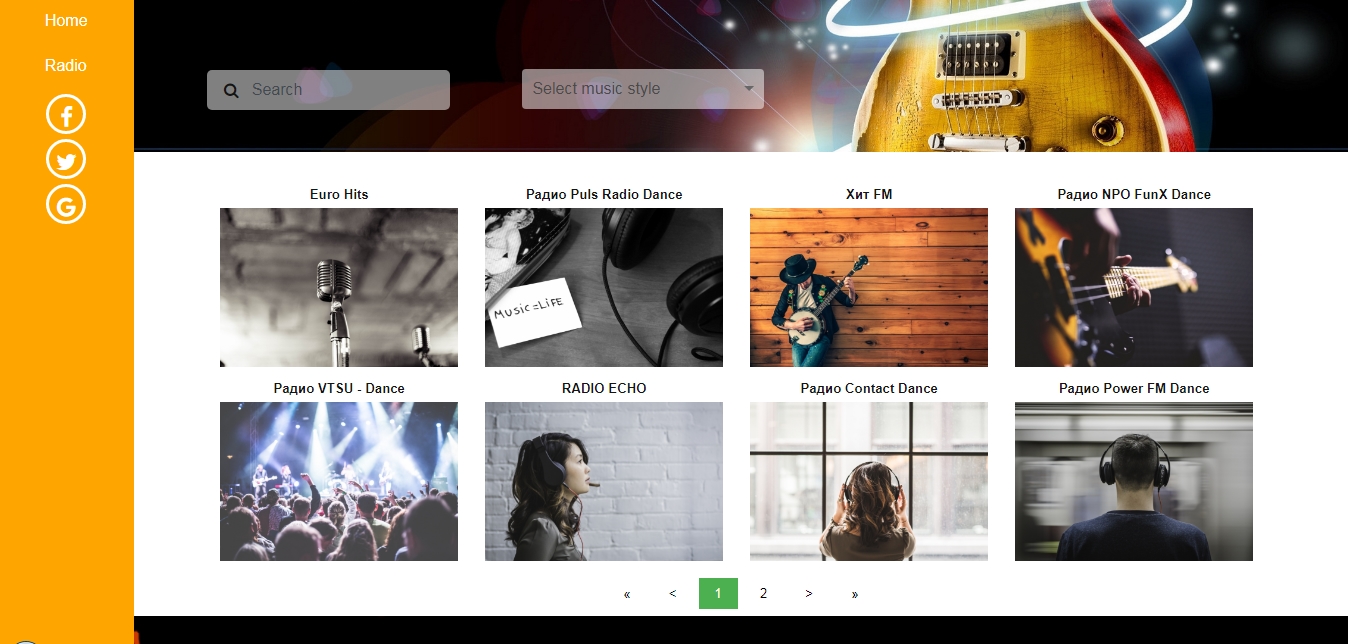 Home
Radio
Search
Select music style
Euro Hits
Радио Puls Radio Dance
Хит FM
Радио NPO FunX Dance
MUSIC=LiFE
Радио VTSU - Dance
RADIO ECHO
Радио Contact Dance
Радио Power FM Dance
« < 1 2 > »